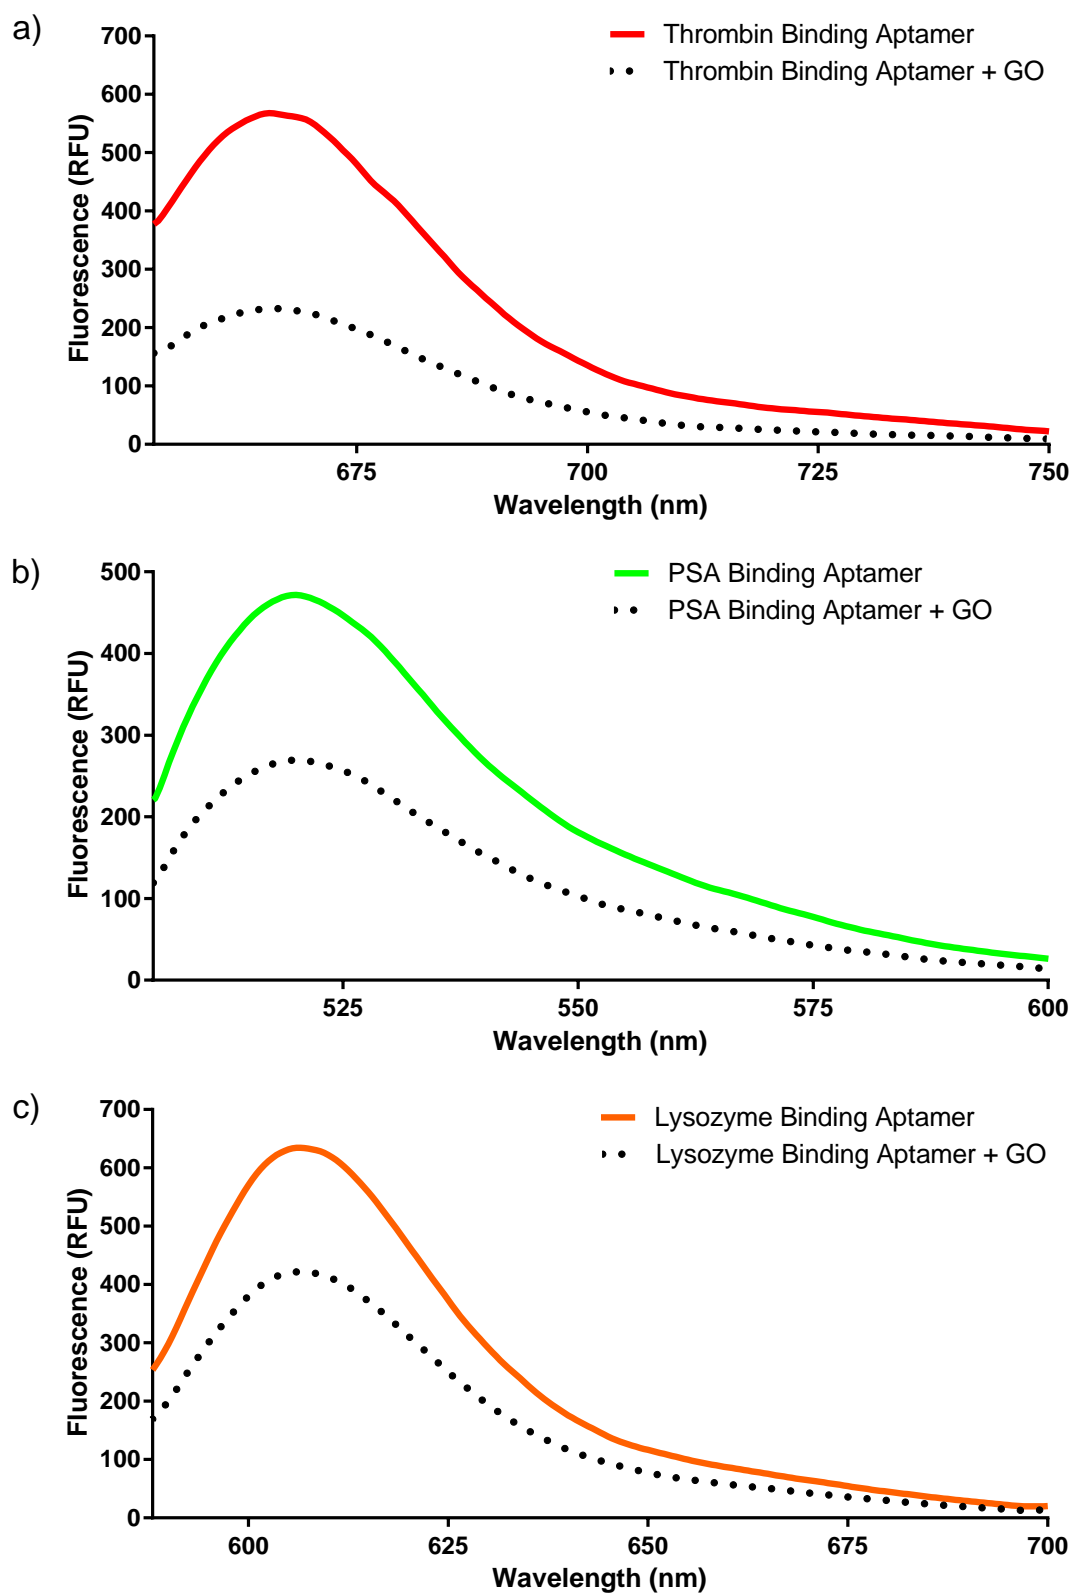 a)
700
600
500
400
300
200
100
0
Fluorescence (RFU)
Thrombin Binding Aptamer
Thrombin Binding Aptamer + GO
675 700 725 750
Wavelength (nm)
b)
500
400
300
200
100
0
Fluorescence (RFU)
PSA Binding Aptamer
PSA Binding Aptamer + GO
525 550 575 600
Wavelength (nm)
c)
700
600
500
400
300
200
100
0
Fluorescence (RFU)
Lysozyme Binding Aptamer
Lysozyme Binding Aptamer + GO
600 625 650 675 700
Wavelength (nm)